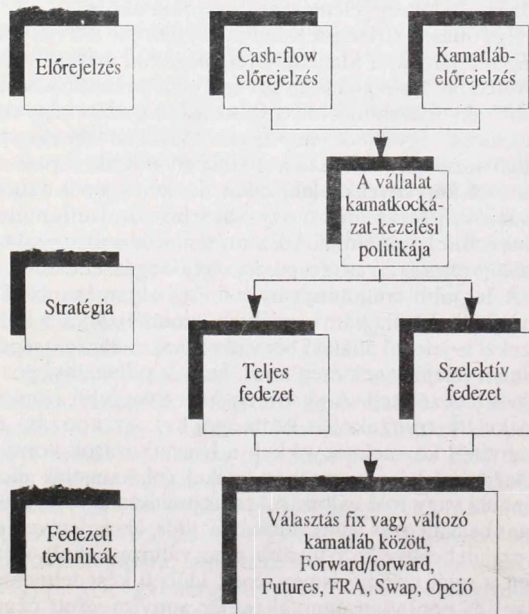 Előrejelzés
Cash-flow
előrejelzés
Kamatláb-
előrejelzés
A vállalat
kamatkocká-
zat-kezelési
politikája
Stratégia
Teljes
fedezet
Szelektív
fedezet
Fedezeti
technikák
Választás fix vagy változó
kamatláb között,
Forward/forward,
Futures, FRA, Swap, Opció